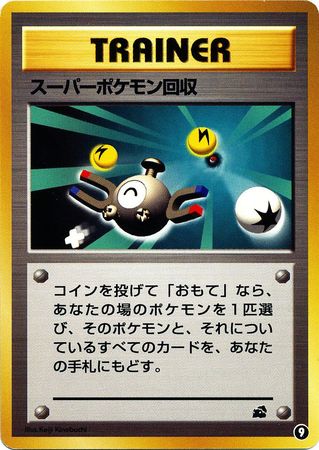 TRAINER
スーパーポケモン回収
コインを投げて「おもて」なら、
あなたの場のポケモンを1匹選
び、そのポケモンと、それについ
ているすべてのカードを、あなた
の手札にもどす。
Illus.Keiji Kinebuchi
9